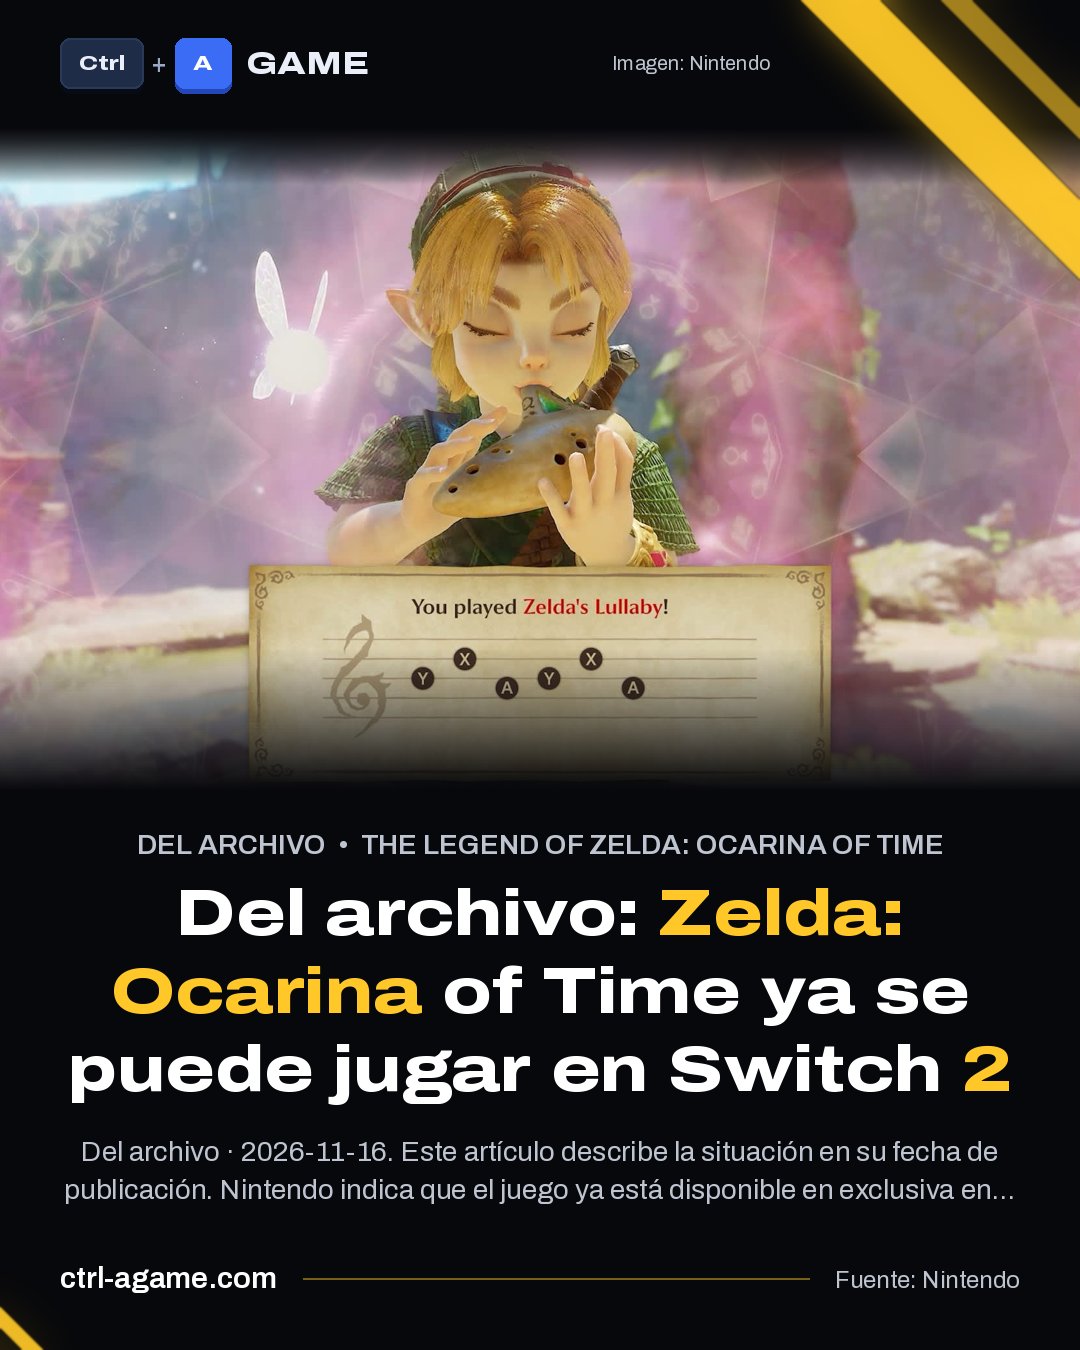 Ctrl + A GAME
Imagen: Nintendo
You played Zelda's Lullaby!
Y X A Y X A
DEL ARCHIVO • THE LEGEND OF ZELDA: OCARINA OF TIME
Del archivo: Zelda:
Ocarina of Time ya se
puede jugar en Switch 2
Del archivo · 2026-11-16. Este artículo describe la situación en su fecha de
publicación. Nintendo indica que el juego ya está disponible en exclusiva en...
ctrl-agame.com
Fuente: Nintendo